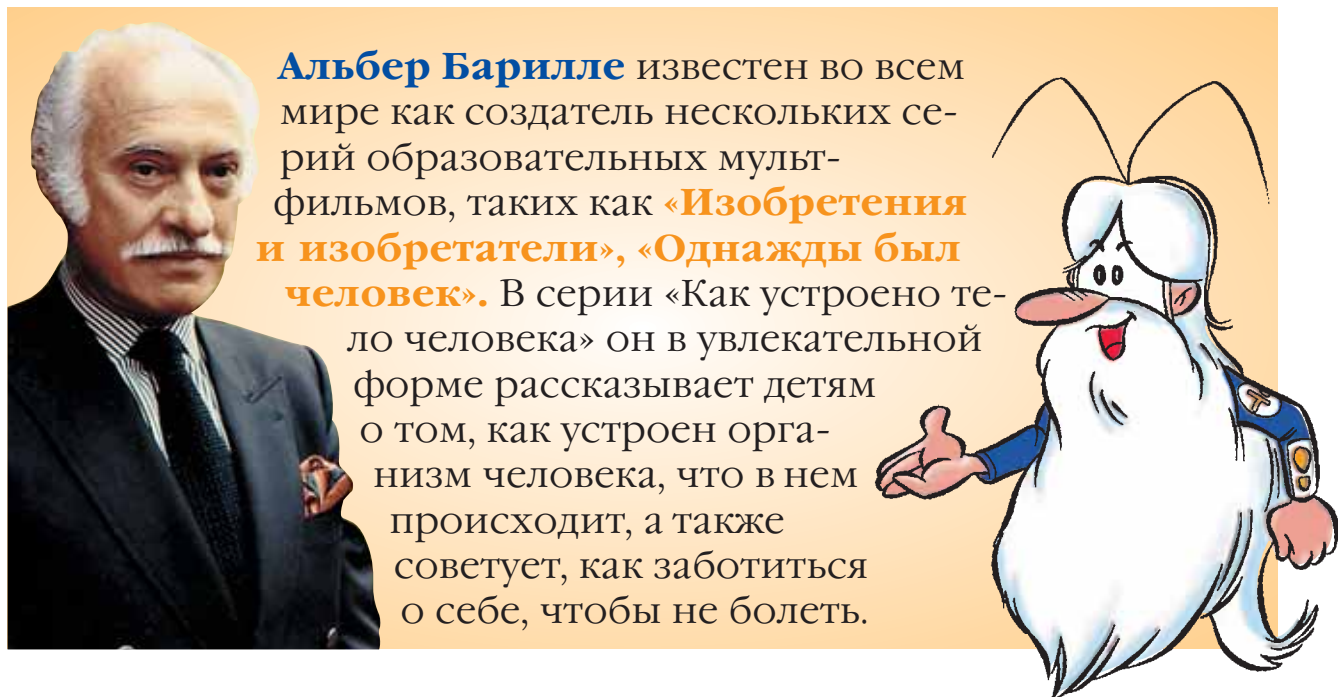 Альбер Барилле известен во всем
мире как создатель нескольких се-
рий образовательных мульт-
фильмов, таких как «Изобретения
и изобретатели», «Однажды был
человек». В серии «Как устроено те-
ло человека» он в увлекательной
форме рассказывает детям
о том, как устроен орга-
низм человека, что в нем
происходит, а также
советует, как заботиться
о себе, чтобы не болеть.